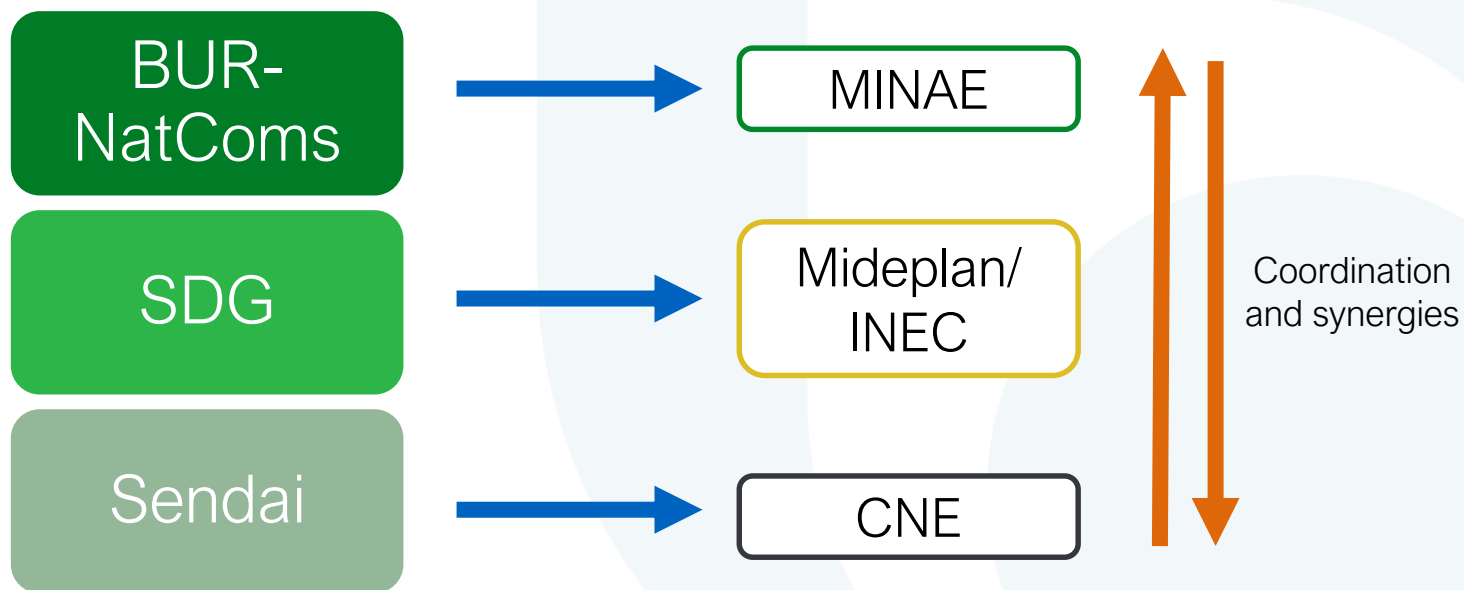 BUR-
NatComs
MINAE
SDG
Mideplan/
INEC
Coordination
and synergies
Sendai
CNE